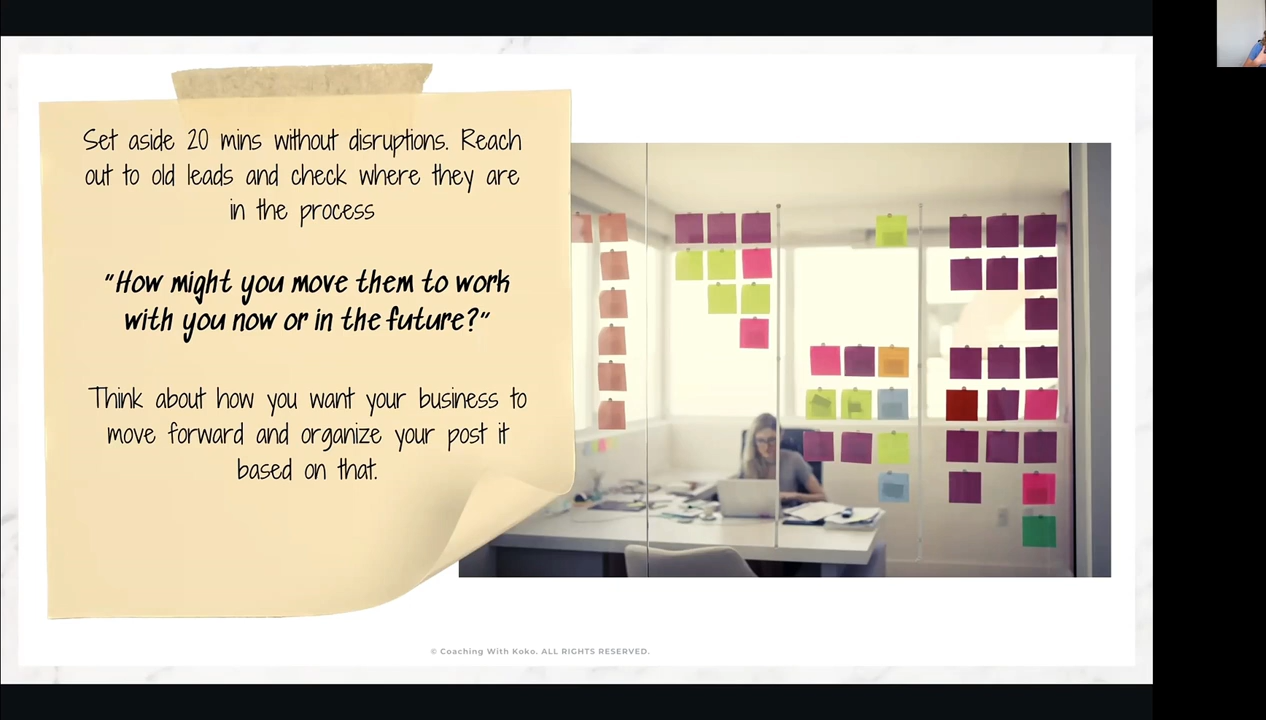 Set aside 20 mins without disruptions. Reach
out to old leads and check where they are
in the process
"How might you move them to work
with you now or in the future?"
Think about how you want your business to
move forward and organize your post it
based on that.
© Coaching With Koko. ALL RIGHTS RESERVED.